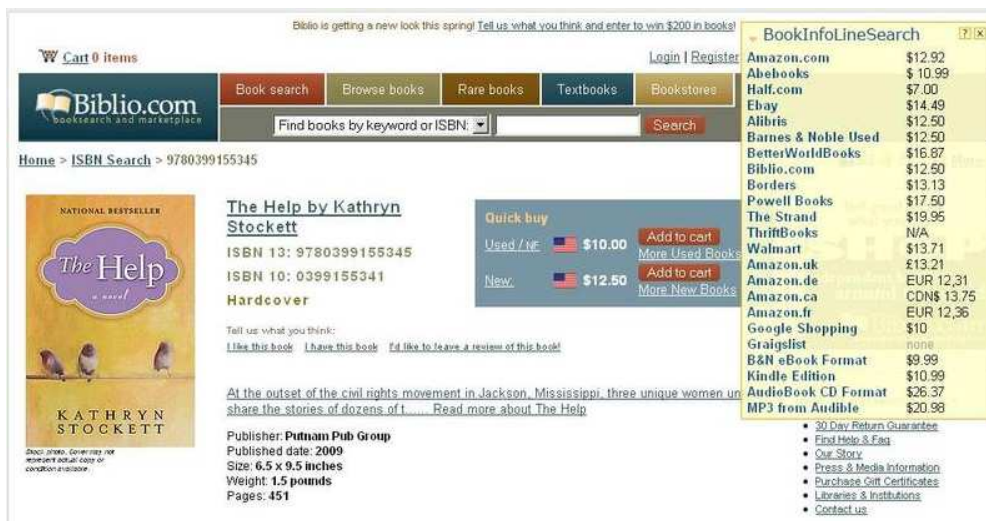 Biblio is getting a new look this spring! Tell us what you think and enter to win $200 in books!
Cart 0 items
Login | Register
Biblio.com
booksearch and marketplace
Book search
Browse books
Rare books
Textbooks
Bookstores
Find books by keyword or ISBN:
Search
Home > ISBN Search > 9780399155345
NATIONAL BESTSELLER
The Help
a novel
KATHRYN
STOCKETT
Stock photo. Cover may not
represent actual copy or
condition available.
The Help by Kathryn
Stockett
ISBN 13: 9780399155345
ISBN 10: 0399155341
Hardcover
Quick buy
Used / NF $10.00 Add to cart
More Used Books
New: $12.50 Add to cart
More New Books
Tell us what you think:
I like this book I have this book I'd like to leave a review of this book!
At the outset of the civil rights movement in Jackson, Mississippi, three unique women un
share the stories of dozens of t...... Read more about The Help
Publisher: Putnam Pub Group
Published date: 2009
Size: 6.5 x 9.5 inches
Weight: 1.5 pounds
Pages: 451
BookInfoLineSearch ? x
Amazon.com $12.92
Abebooks $ 10.99
Half.com $7.00
Ebay $14.49
Alibris $12.50
Barnes & Noble Used $12.50
BetterWorldBooks $16.87
Biblio.com $12.50
Borders $13.13
Powell Books $17.50
The Strand $19.95
ThriftBooks N/A
Walmart $13.71
Amazon.uk £13.21
Amazon.de EUR 12,31
Amazon.ca CDN$ 13.75
Amazon.fr EUR 12,36
Google Shopping $10
Graigslist none
B&N eBook Format $9.99
Kindle Edition $10.99
AudioBook CD Format $26.37
MP3 from Audible $20.98
30 Day Return Guarantee
Find Help & Faq
Our Story
Press & Media Information
Purchase Gift Certificates
Libraries & Institutions
Contact us